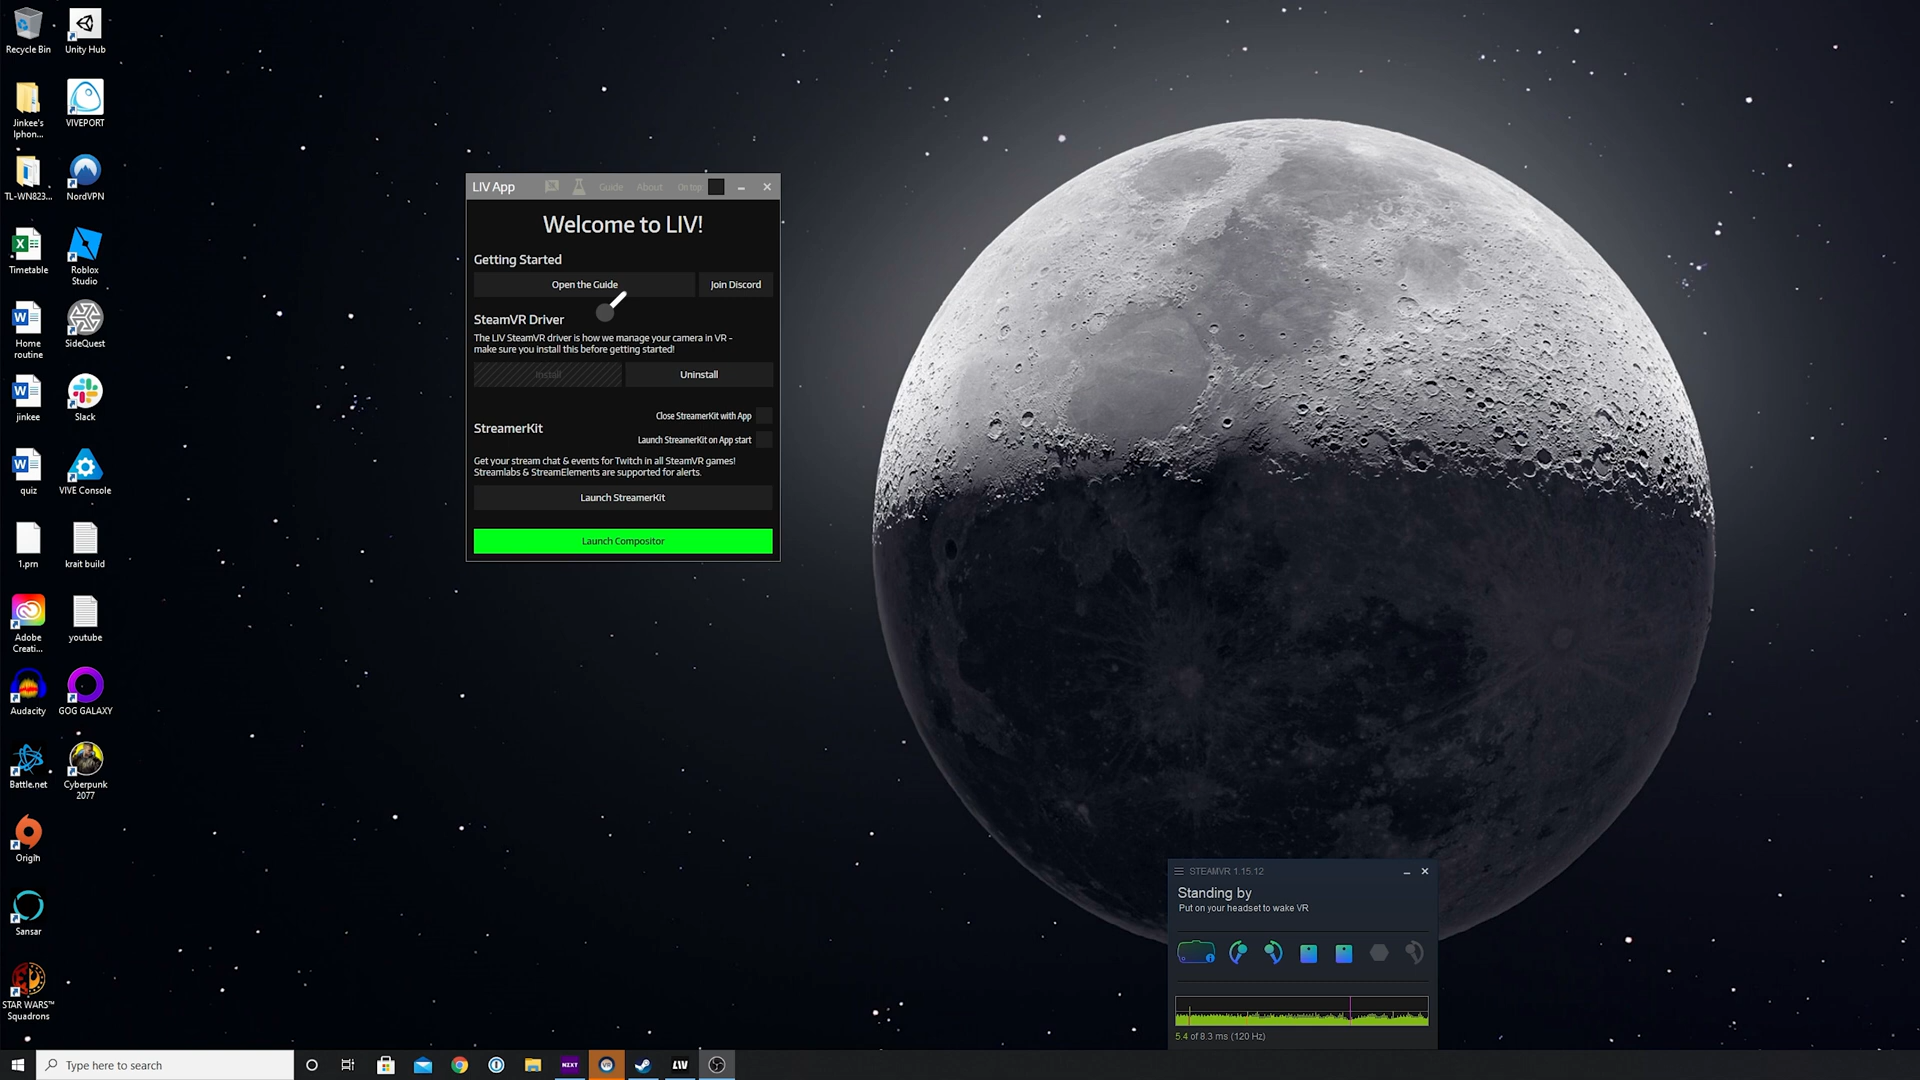 Recycle Bin
Unity Hub
Jinkee's
Iphon...
VIVEPORT
TL-WN823...
NordVPN
Timetable
Roblox
Studio
Home
routine
SideQuest
jinkee
Slack
quiz
VIVE Console
1.prn
krait build
Adobe
Creati...
youtube
Audacity
GOG GALAXY
Battle.net
Cyberpunk
2077
Origin
Sansar
STAR WARS™
Squadrons
LIV App
Guide
About
On top
Welcome to LIV!
Getting Started
Open the Guide
Join Discord
SteamVR Driver
The LIV SteamVR driver is how we manage your camera in VR -
make sure you install this before getting started!
Install
Uninstall
Close StreamerKit with App
StreamerKit
Launch StreamerKit on App start
Get your stream chat & events for Twitch in all SteamVR games!
Streamlabs & StreamElements are supported for alerts.
Launch StreamerKit
Launch Compositor
STEAMVR 1.15.12
Standing by
Put on your headset to wake VR
5.4 of 8.3 ms (120 Hz)
Type here to search
NZXT
VR
LIV